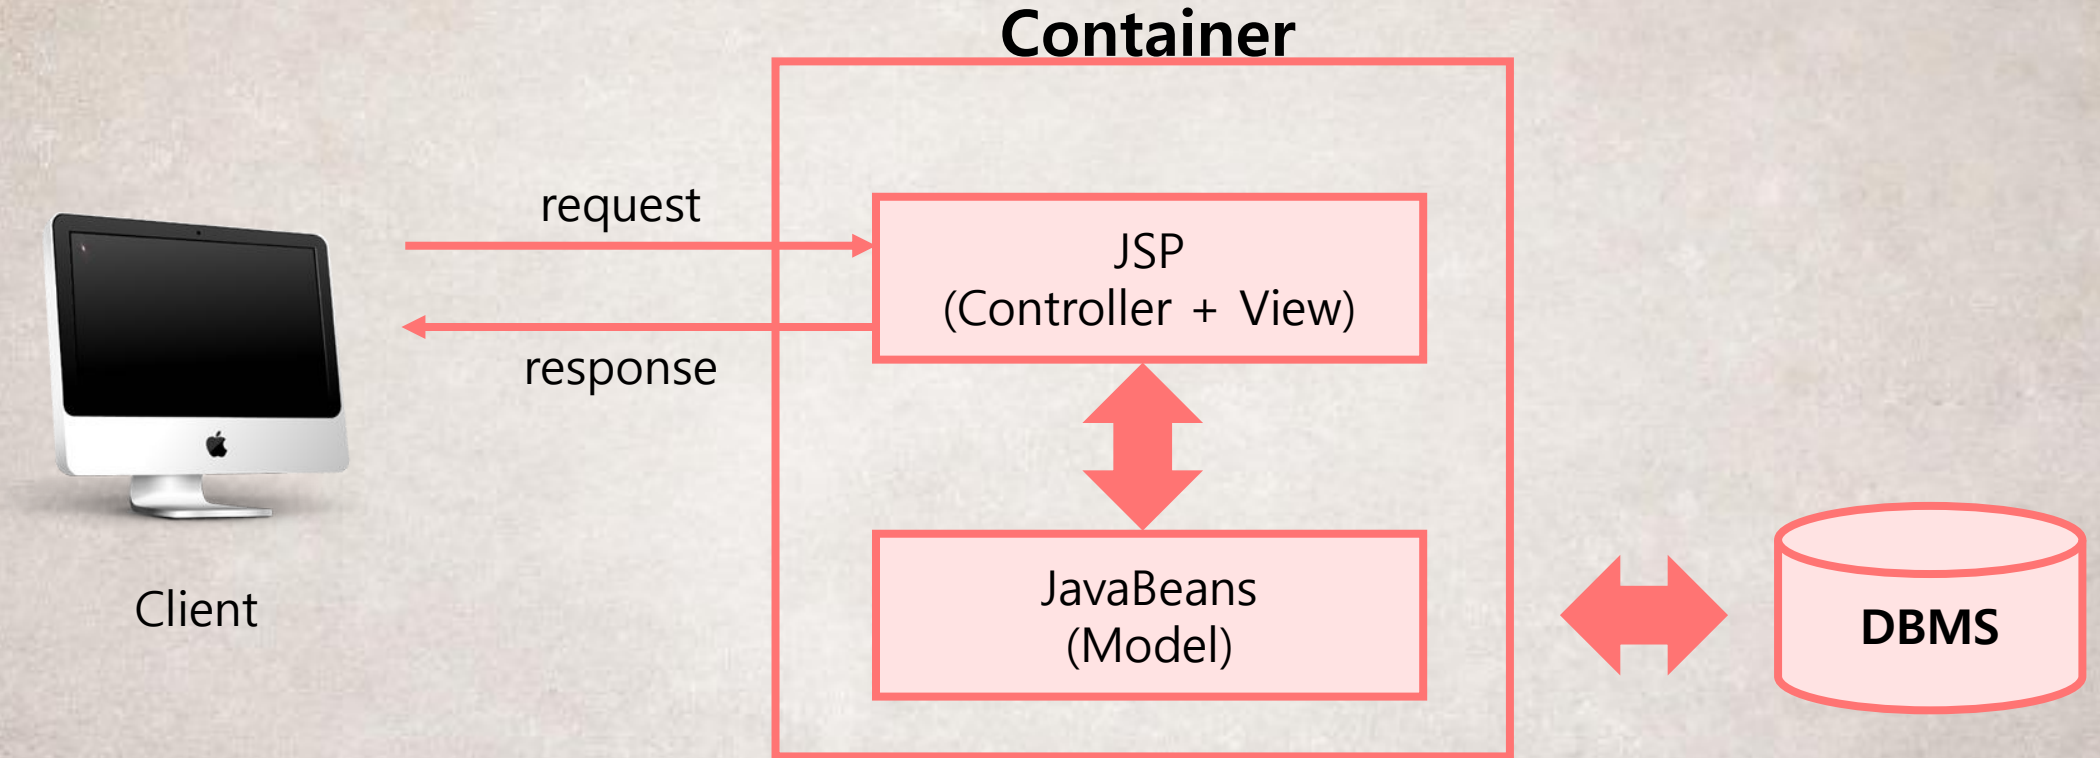 Container
request
JSP
(Controller + View)
response
JavaBeans
(Model)
Client
DBMS